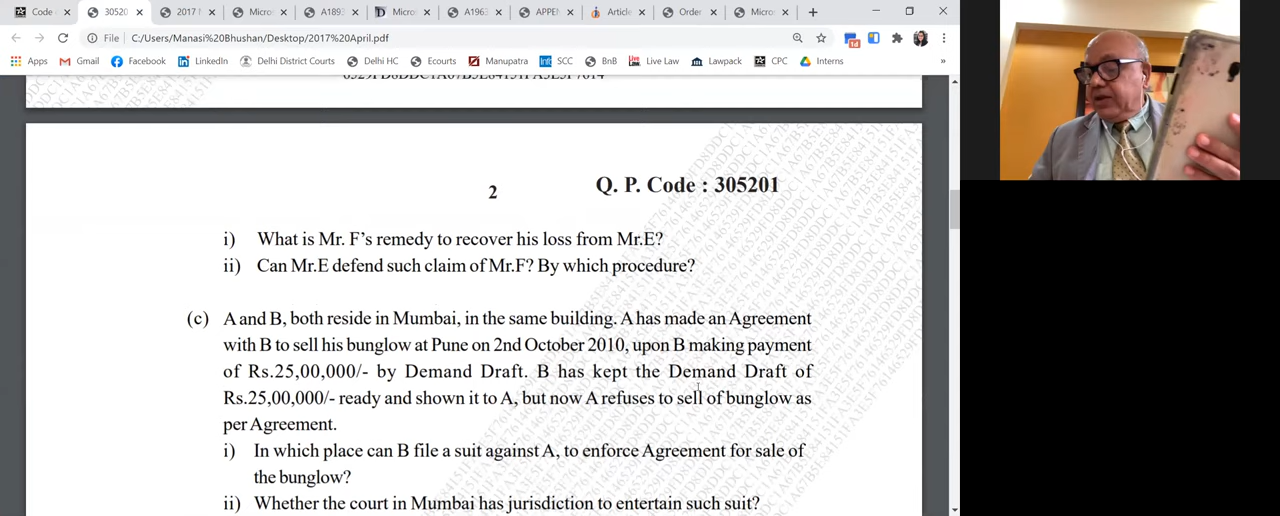 Code
30520
2017
Micros
A1893
Micros
A1963
APPEN
Article
Order
Micros
File
C:/Users/Manasi%20Bhushan/Desktop/2017%20April.pdf
Apps
Gmail
Facebook
LinkedIn
Delhi District Courts
Delhi HC
Ecourts
Manupatra
SCC
BnB
Live Law
Lawpack
CPC
Interns
2
Q. P. Code : 305201
i) What is Mr. F's remedy to recover his loss from Mr.E?
ii) Can Mr.E defend such claim of Mr.F? By which procedure?
(c) A and B, both reside in Mumbai, in the same building. A has made an Agreement
with B to sell his bunglow at Pune on 2nd October 2010, upon B making payment
of Rs.25,00,000/- by Demand Draft. B has kept the Demand Draft of
Rs.25,00,000/- ready and shown it to A, but now A refuses to sell of bunglow as
per Agreement.
i) In which place can B file a suit against A, to enforce Agreement for sale of
the bunglow?
ii) Whether the court in Mumbai has jurisdiction to entertain such suit?